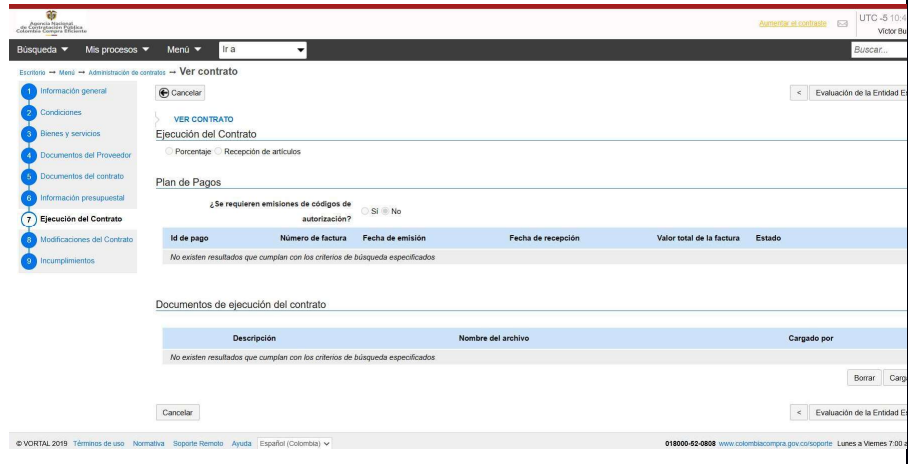 Agencia Nacional
de Contratación Pública
Colombia Compra Eficiente
Aumentar el contraste
UTC -5 10:4
Víctor Bu
Búsqueda Mis procesos Menú Ir a Buscar...
Escritorio → Menú → Administración de contratos → Ver contrato
1 Información general
2 Condiciones
3 Bienes y servicios
4 Documentos del Proveedor
5 Documentos del contrato
6 Información presupuestal
7 Ejecución del Contrato
8 Modificaciones del Contrato
9 Incumplimientos
Cancelar
< Evaluación de la Entidad Es
VER CONTRATO
Ejecución del Contrato
Porcentaje Recepción de artículos
Plan de Pagos
¿Se requieren emisiones de códigos de
autorización?
Sí No
Id de pago Número de factura Fecha de emisión Fecha de recepción Valor total de la factura Estado
No existen resultados que cumplan con los criterios de búsqueda especificados
Documentos de ejecución del contrato
Descripción Nombre del archivo Cargado por
No existen resultados que cumplan con los criterios de búsqueda especificados
Borrar Carga
Cancelar
< Evaluación de la Entidad Es
© VORTAL 2019 Términos de uso Normativa Soporte Remoto Ayuda Español (Colombia) 018000-52-0808 www.colombiacompra.gov.co/soporte Lunes a Viernes 7:00 a